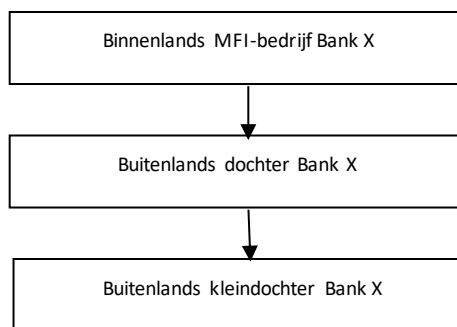 Binnenlands MFI-bedrijf Bank X
Buitenlands dochter Bank X
Buitenlands kleindochter Bank X